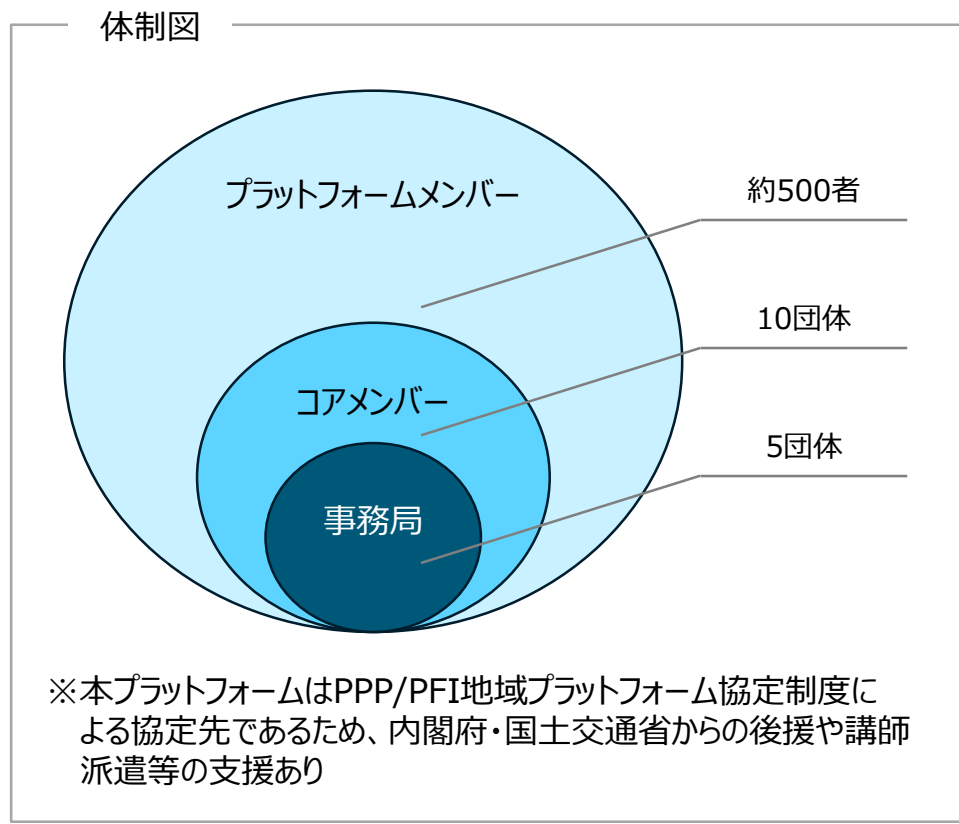 体制図
プラットフォームメンバー
約500者
10団体
コアメンバー
5団体
事務局
※本プラットフォームはPPP/PFI地域プラットフォーム協定制度に
よる協定先であるため、内閣府・国土交通省からの後援や講師
派遣等の支援あり